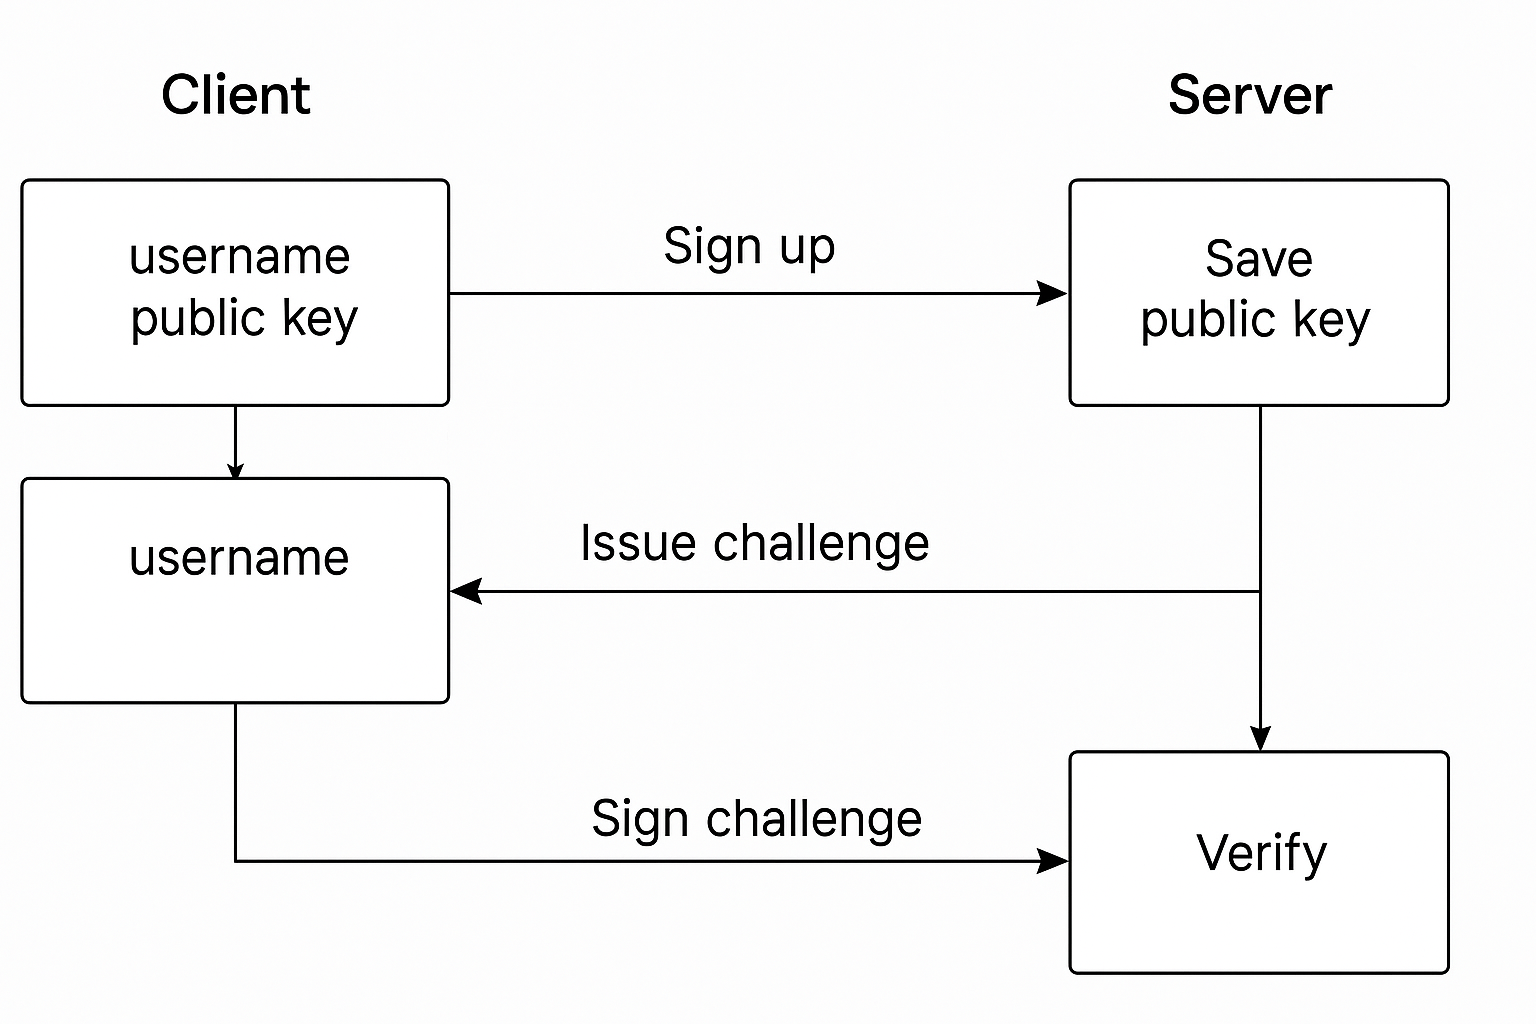 Client
Server
username
public key
Sign up
Save
public key
username
Issue challenge
Sign challenge
Verify